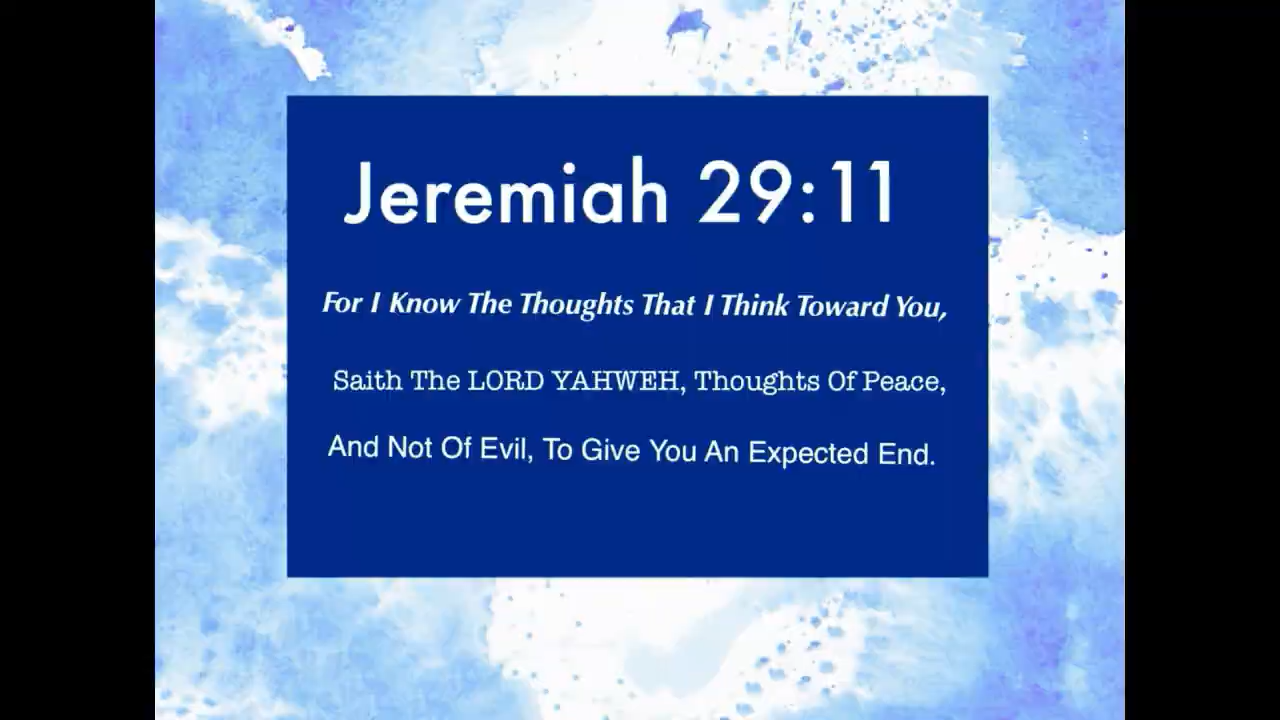 Jeremiah 29:11
For I Know The Thoughts That I Think Toward You,
Saith The LORD YAHWEH, Thoughts Of Peace,
And Not Of Evil, To Give You An Expected End.